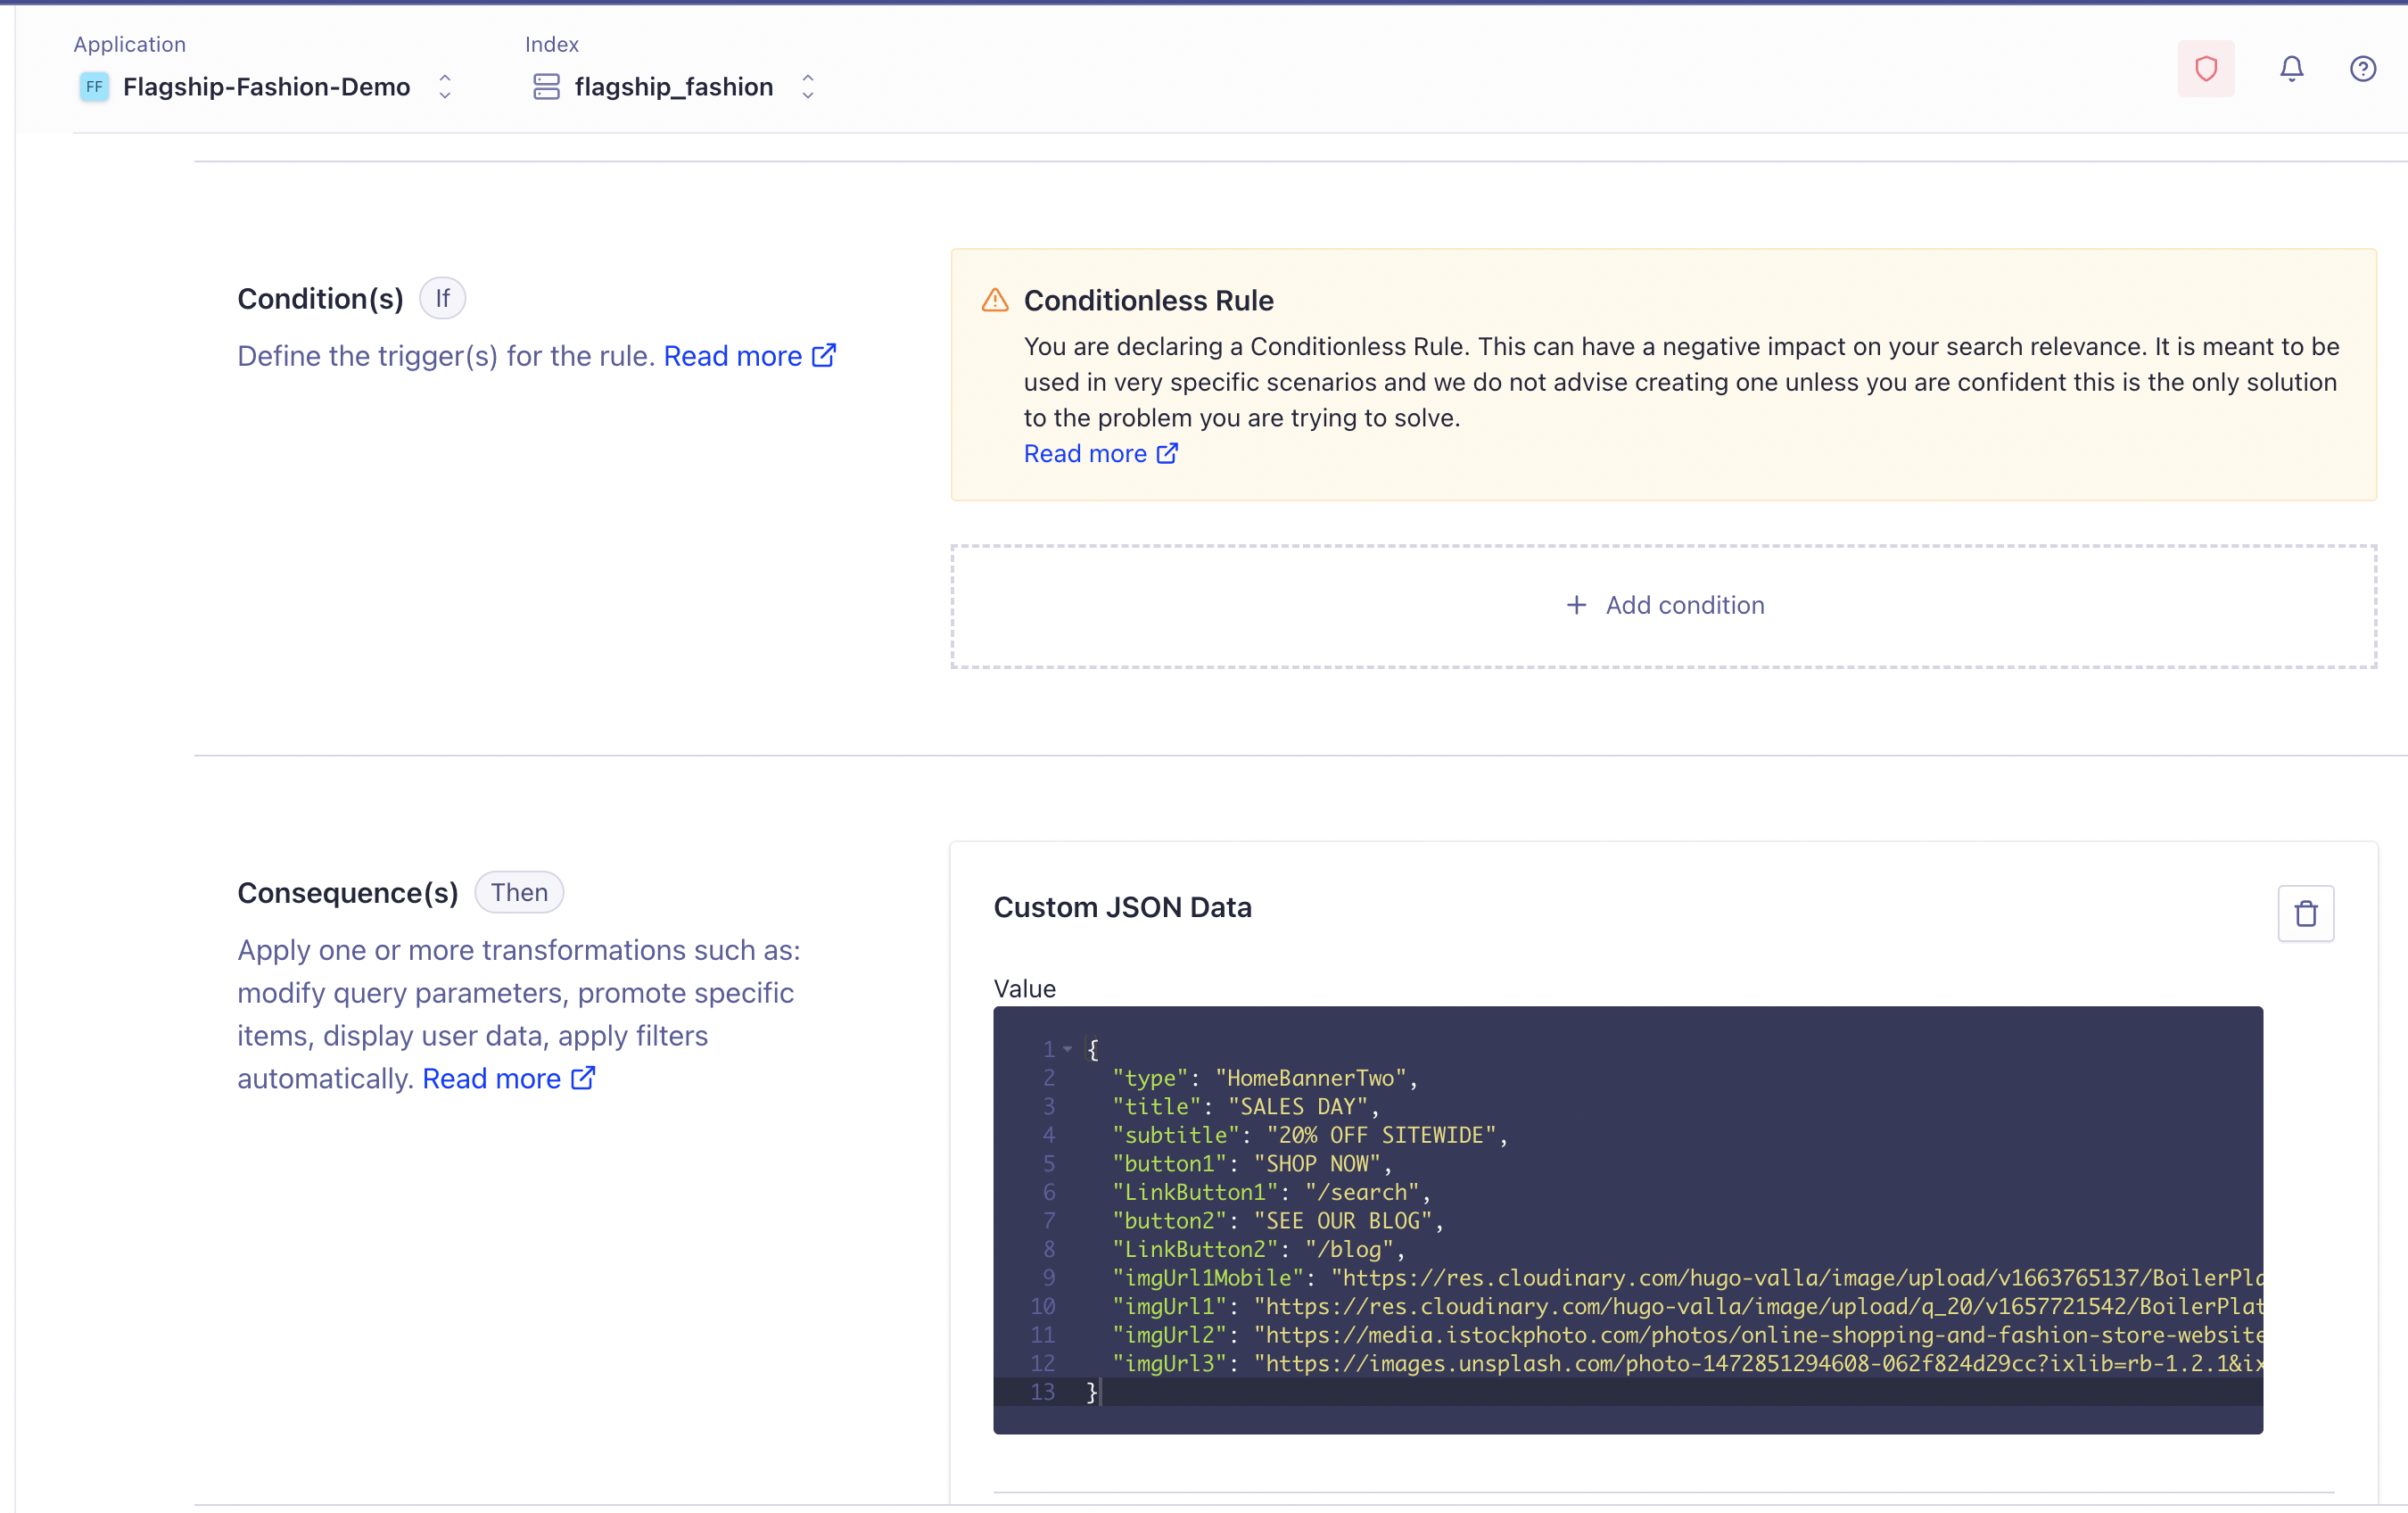 Application
Index
FF Flagship-Fashion-Demo
flagship_fashion
Condition(s) If
Define the trigger(s) for the rule. Read more
Conditionless Rule
You are declaring a Conditionless Rule. This can have a negative impact on your search relevance. It is meant to be
used in very specific scenarios and we do not advise creating one unless you are confident this is the only solution
to the problem you are trying to solve.
Read more
+ Add condition
Consequence(s) Then
Apply one or more transformations such as:
modify query parameters, promote specific
items, display user data, apply filters
automatically. Read more
Custom JSON Data
Value
1 {
2 "type": "HomeBannerTwo",
3 "title": "SALES DAY",
4 "subtitle": "20% OFF SITEWIDE",
5 "button1": "SHOP NOW",
6 "LinkButton1": "/search",
7 "button2": "SEE OUR BLOG",
8 "LinkButton2": "/blog",
9 "imgUrl1Mobile": "https://res.cloudinary.com/hugo-valla/image/upload/v1663765137/BoilerPla
10 "imgUrl1": "https://res.cloudinary.com/hugo-valla/image/upload/q_20/v1657721542/BoilerPlat
11 "imgUrl2": "https://media.istockphoto.com/photos/online-shopping-and-fashion-store-website
12 "imgUrl3": "https://images.unsplash.com/photo-1472851294608-062f824d29cc?ixlib=rb-1.2.1&ix
13 }